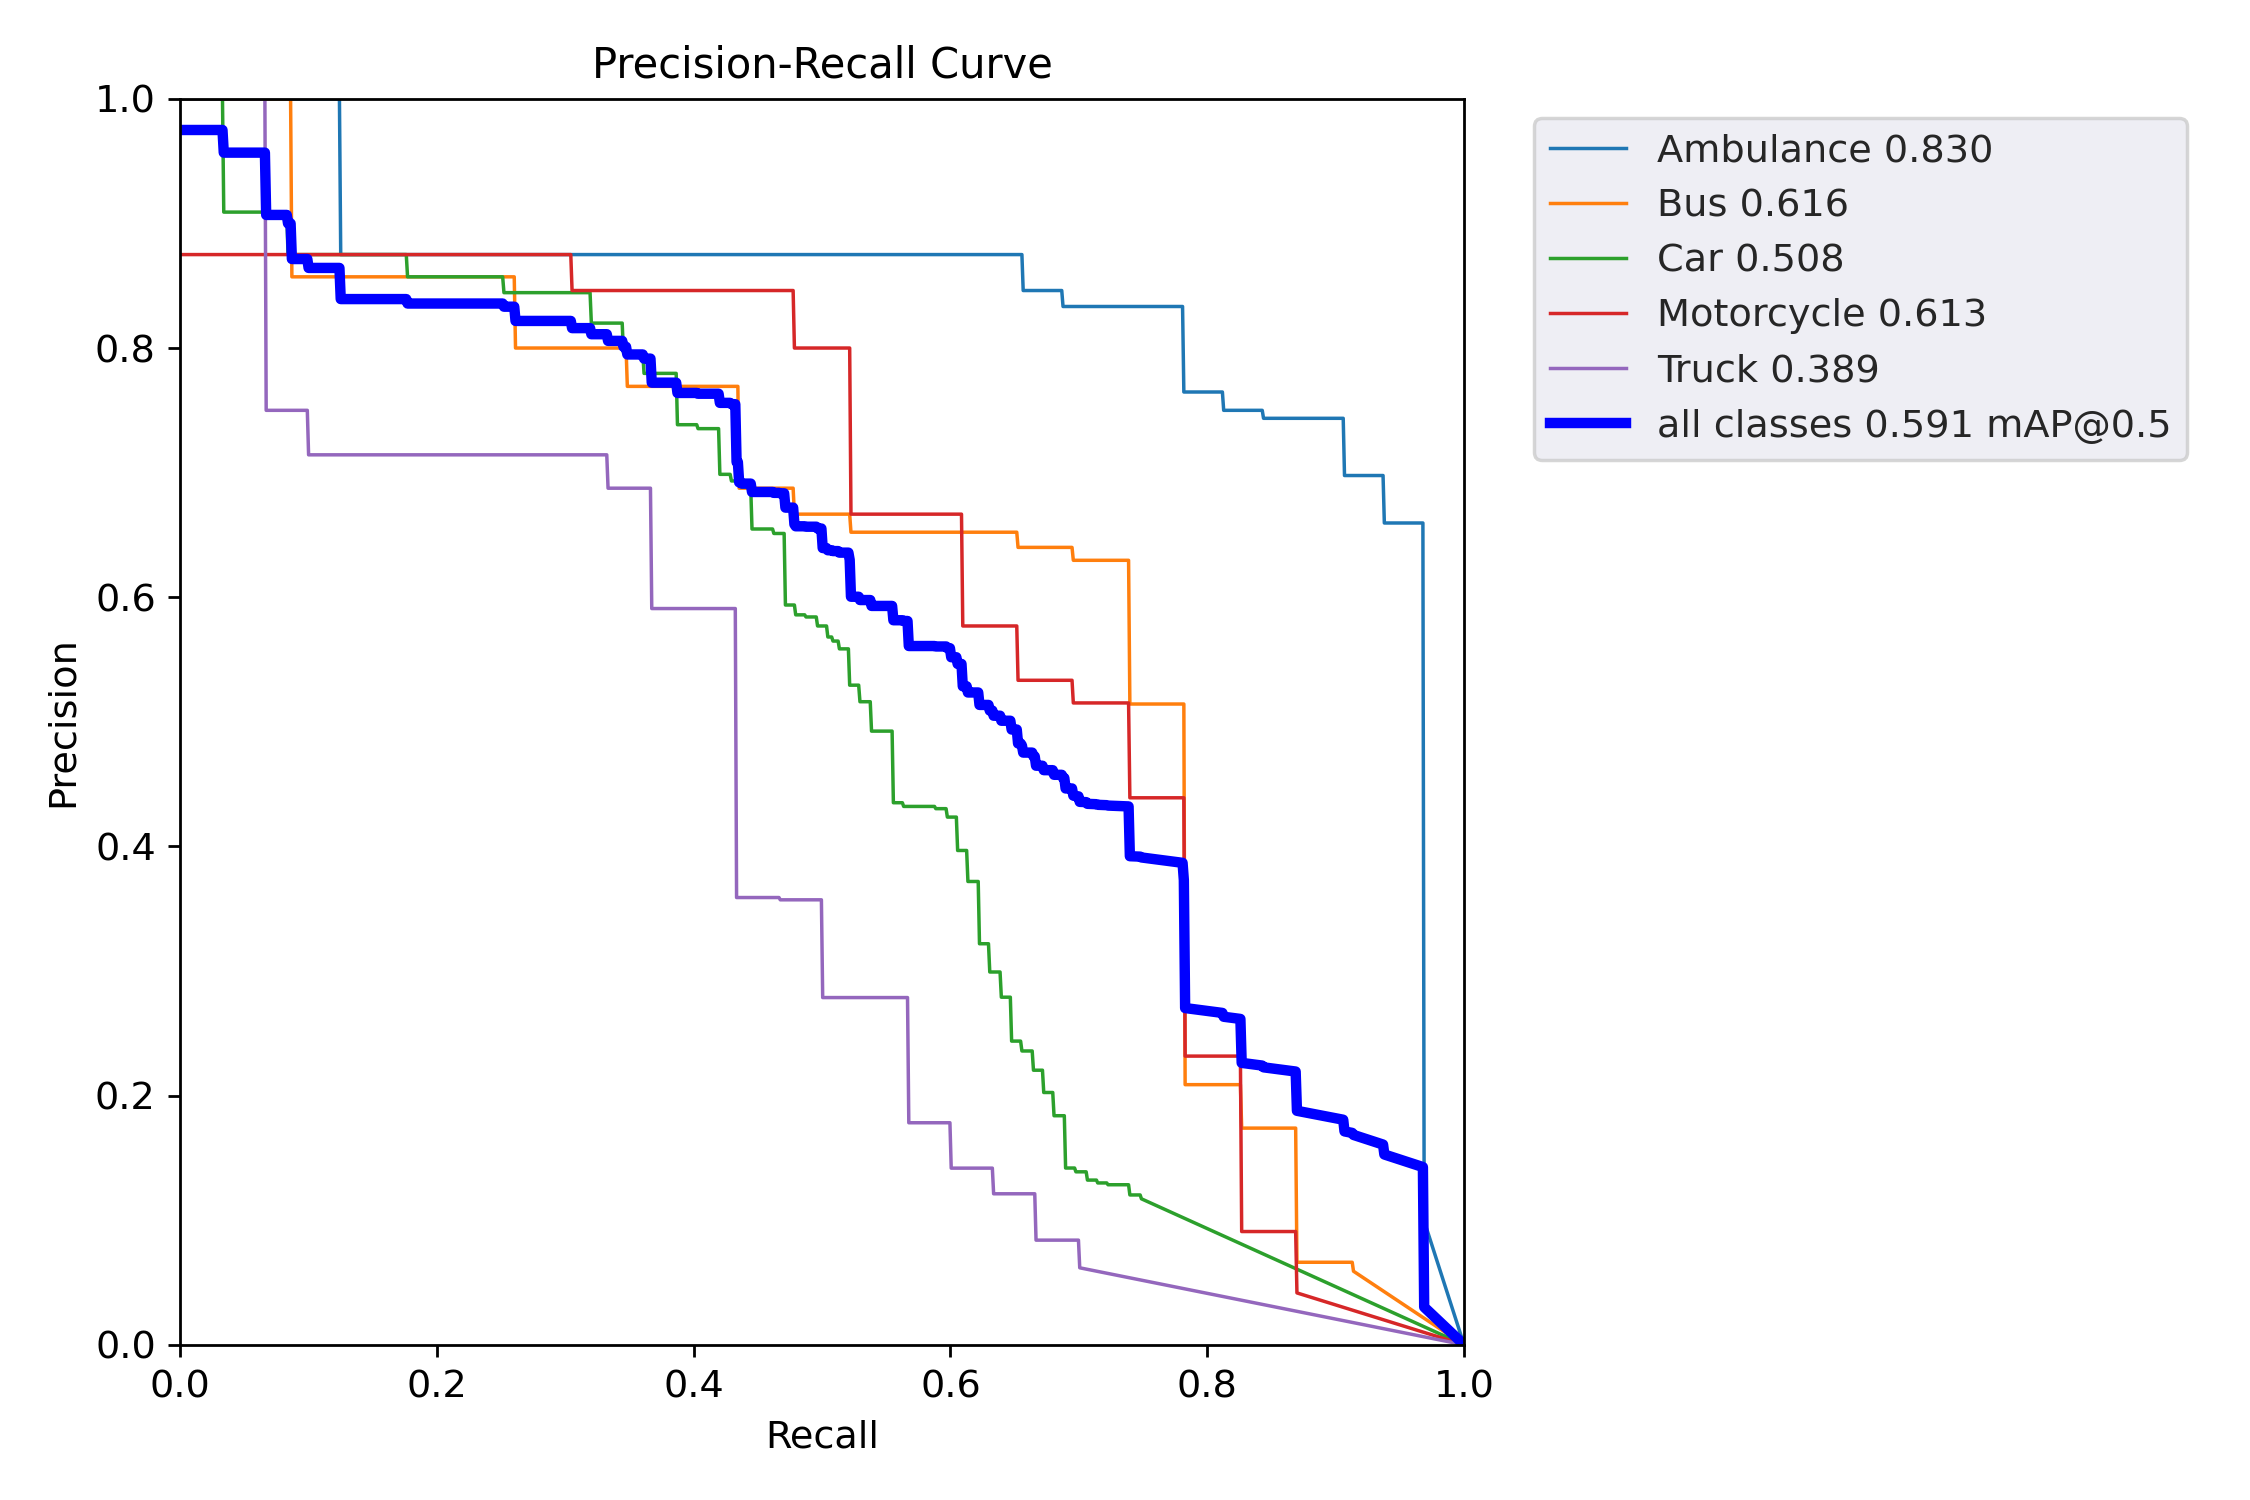 Precision-Recall Curve
1.0
0.8
0.6
0.4
0.2
0.0
Precision
0.0 0.2 0.4 0.6 0.8 1.0
Recall
Ambulance 0.830
Bus 0.616
Car 0.508
Motorcycle 0.613
Truck 0.389
all classes 0.591 mAP@0.5